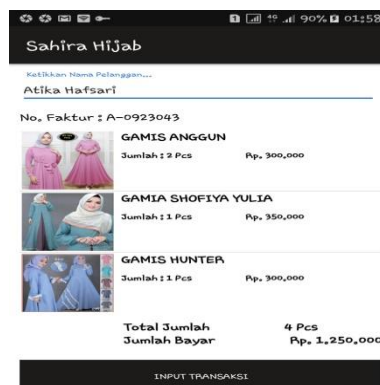 90% 01:58
Sahira Hijab
Ketikkan Nama Pelanggan...
Atika Hafsari
No. Faktur : A-0923043
GAMIS ANGGUN
Jumlah : 2 Pcs Rp. 300,000
GAMIA SHOFIYA YULIA
Jumlah : 1 Pcs Rp. 350,000
GAMIS HUNTER
Jumlah : 1 Pcs Rp. 300,000
Total Jumlah 4 Pcs
Jumlah Bayar Rp. 1,250,000
INPUT TRANSAKSI